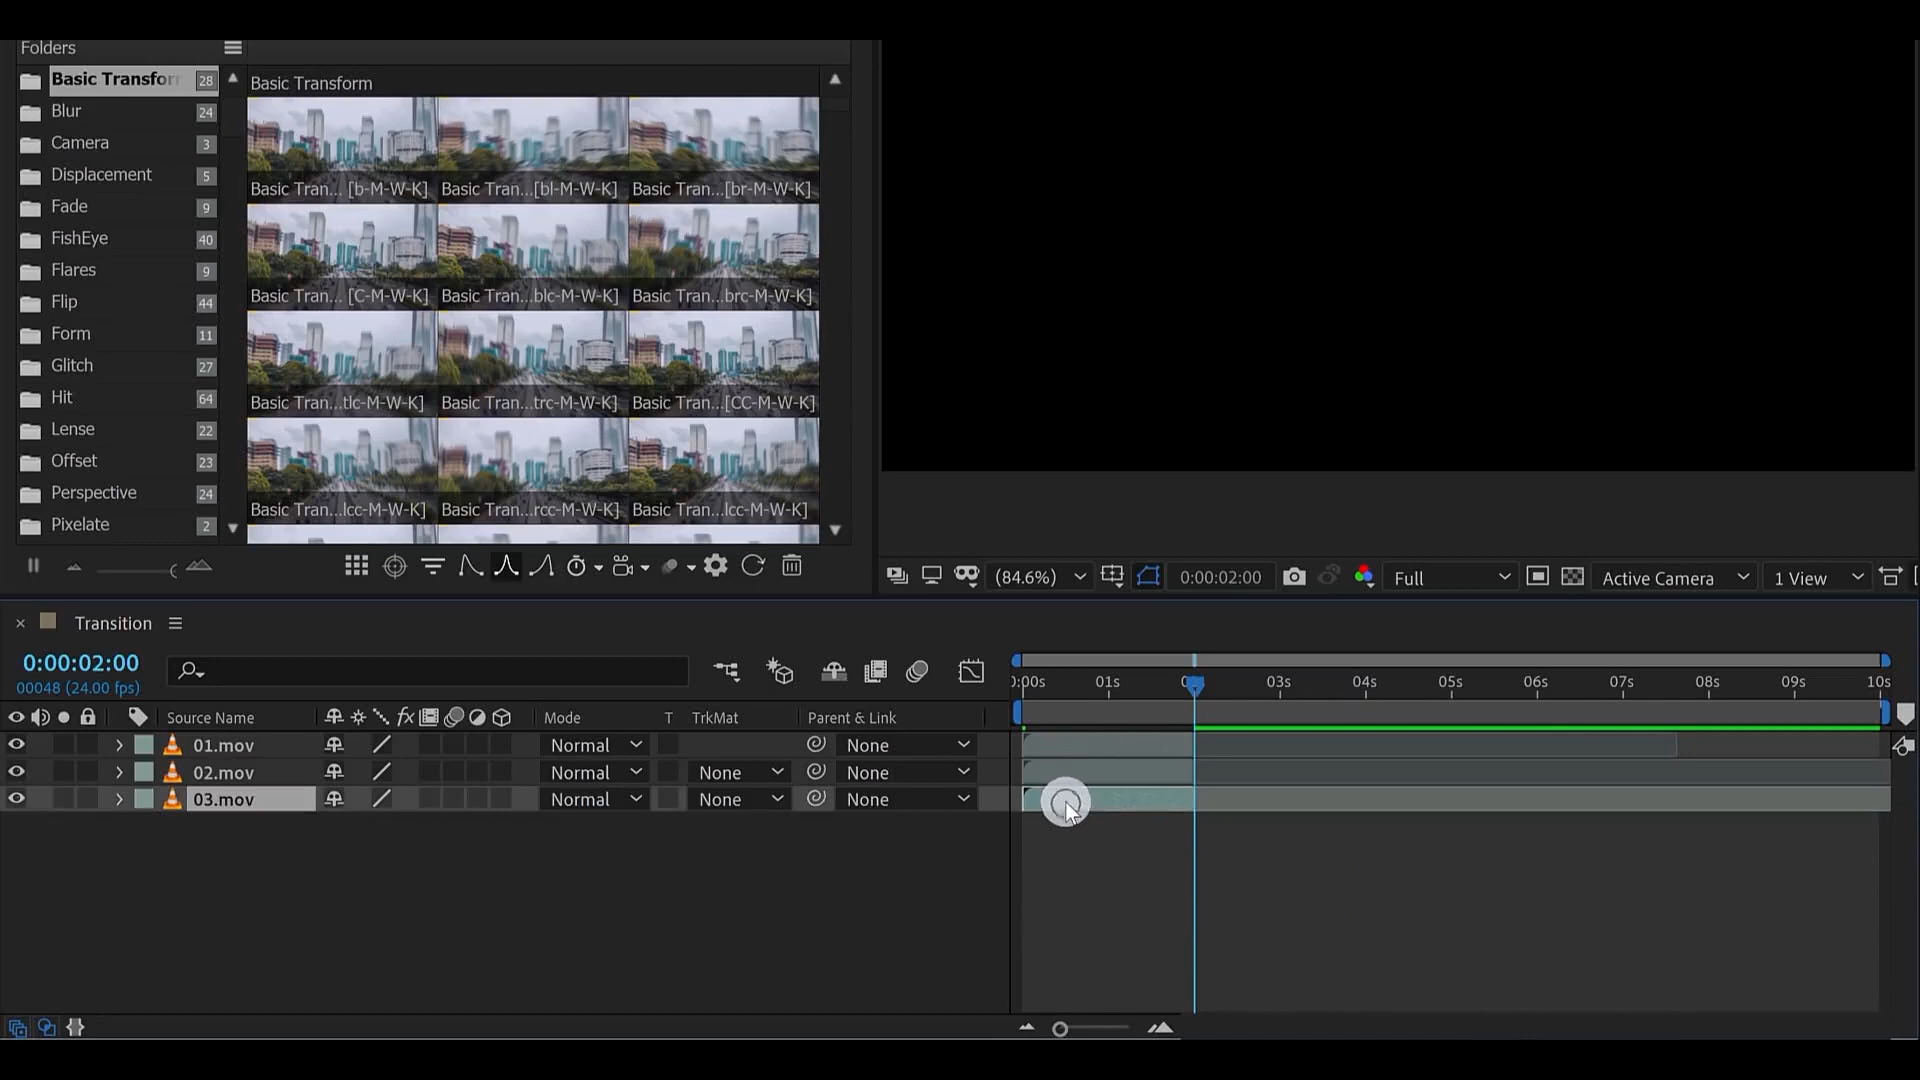 Folders
Basic Transform 28
Basic Transform
Blur 24
Camera 3
Displacement 5
Fade 9
FishEye 40
Flares 9
Flip 44
Form 11
Glitch 27
Hit 64
Lense 22
Offset 23
Perspective 24
Pixelate 2
Basic Tran... [b-M-W-K] Basic Tran...[bl-M-W-K] Basic Tran...[br-M-W-K]
Basic Tran... [C-M-W-K] Basic Tran...blc-M-W-K] Basic Tran...brc-M-W-K]
Basic Tran...tlc-M-W-K] Basic Tran...trc-M-W-K] Basic Tran...[CC-M-W-K]
Basic Tran...lcc-M-W-K] Basic Tran...rcc-M-W-K] Basic Tran...lcc-M-W-K]
(84.6%) 0:00:02:00 Full Active Camera 1 View
Transition
0:00:02:00
00048 (24.00 fps)
0:00s 01s 03s 04s 05s 06s 07s 08s 09s 10s
Source Name fx Mode T TrkMat Parent & Link
01.mov Normal None
02.mov Normal None None
03.mov Normal None None